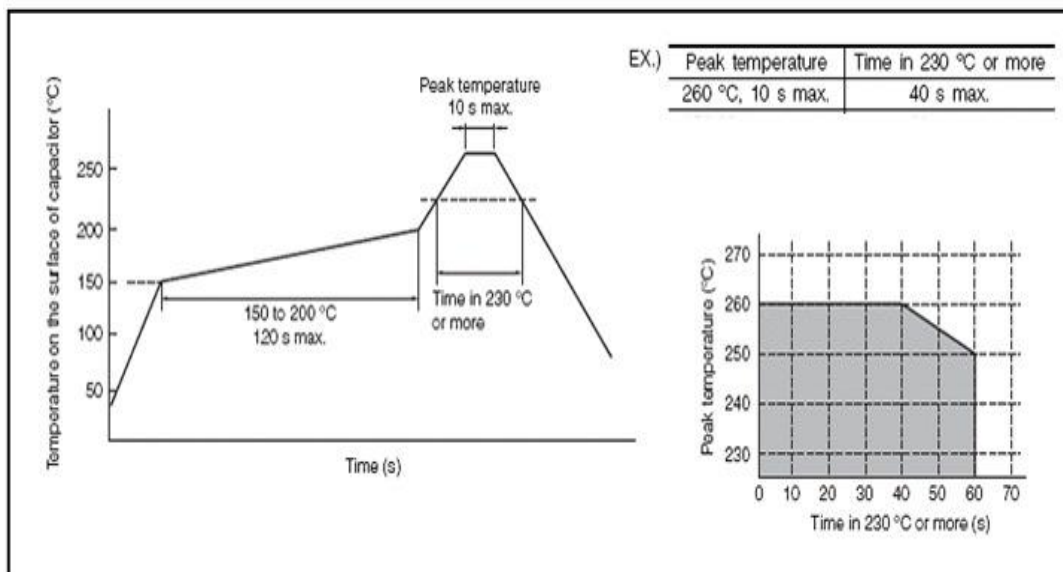 Temperature on the surface of capacitor (°C)
250
200
150
100
50
Peak temperature
10 s max.
150 to 200 °C
120 s max.
Time in 230 °C
or more
Time (s)
EX.)
Peak temperature Time in 230 °C or more
260 °C, 10 s max. 40 s max.
Peak temperature (°C)
270
260
250
240
230
0 10 20 30 40 50 60 70
Time in 230 °C or more (s)